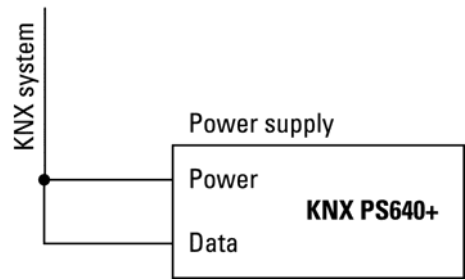 KNX system
Power supply
Power
KNX PS640+
Data